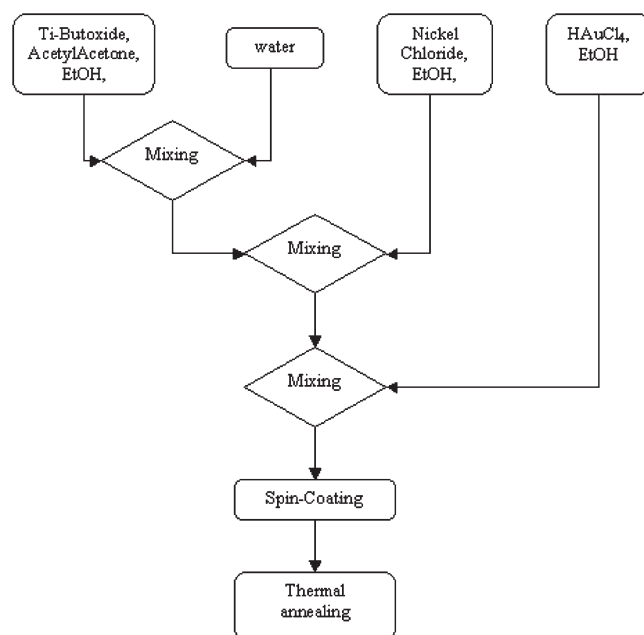 Ti-Butoxide,
AcetylAcetone,
EtOH,
water
Nickel
Chloride,
EtOH,
HAuCl₄,
EtOH
Mixing
Mixing
Mixing
Spin-Coating
Thermal
annealing